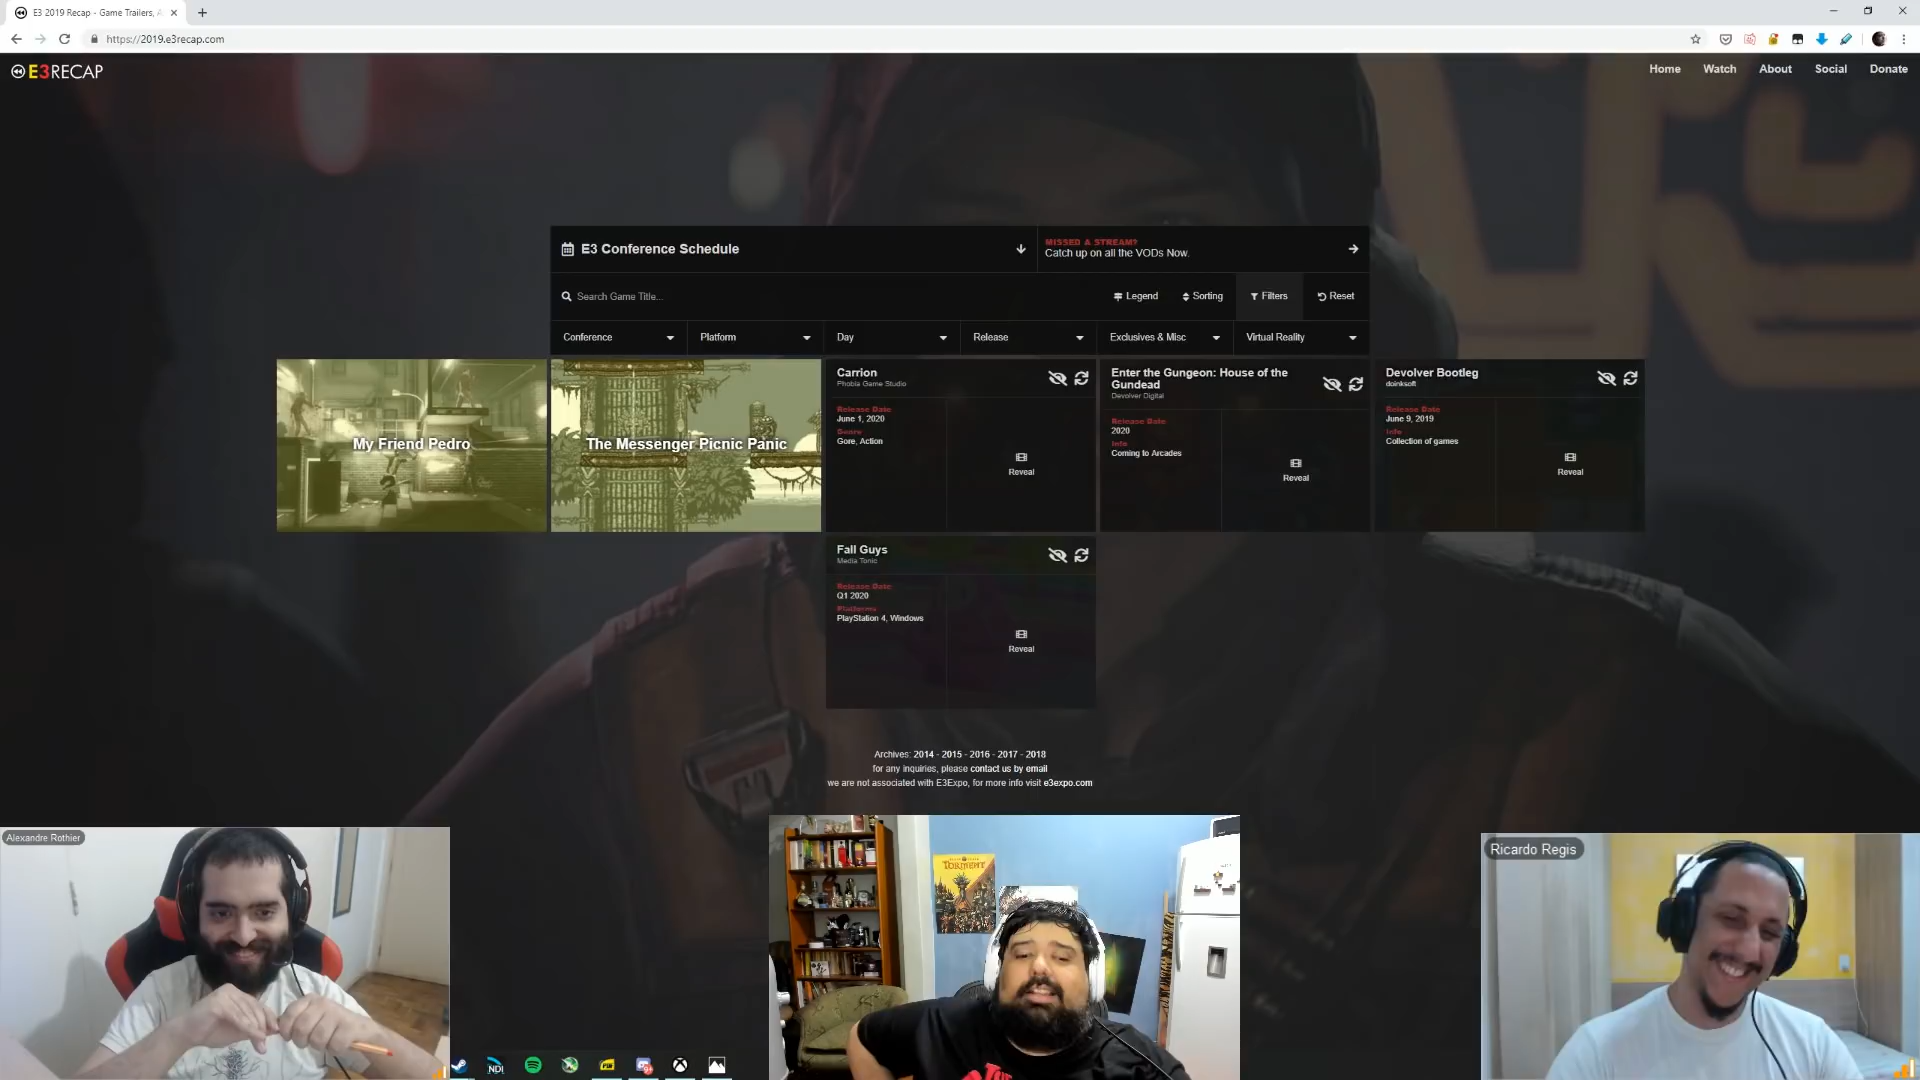 E3 2019 Recap - Game Trailers, A
https://2019.e3recap.com
E3RECAP
Home
Watch
About
Social
Donate
E3 Conference Schedule
MISSED A STREAM?
Catch up on all the VODs Now.
Search Game Title...
Legend
Sorting
Filters
Reset
Conference
Platform
Day
Release
Exclusives & Misc
Virtual Reality
My Friend Pedro
The Messenger Picnic Panic
Carrion
Phobia Game Studio
Release Date
June 1, 2020
Genre
Gore, Action
Reveal
Enter the Gungeon: House of the
Gundead
Devolver Digital
Release Date
2020
Info
Coming to Arcades
Reveal
Devolver Bootleg
doinksoft
Release Date
June 9, 2019
Info
Collection of games
Reveal
Fall Guys
Media Tonic
Release Date
Q1 2020
Platforms
PlayStation 4, Windows
Reveal
Archives: 2014 - 2015 - 2016 - 2017 - 2018
for any inquiries, please contact us by email
we are not associated with E3Expo, for more info visit e3expo.com
Alexandre Rothier
TORMENT
Ricardo Regis
NDI